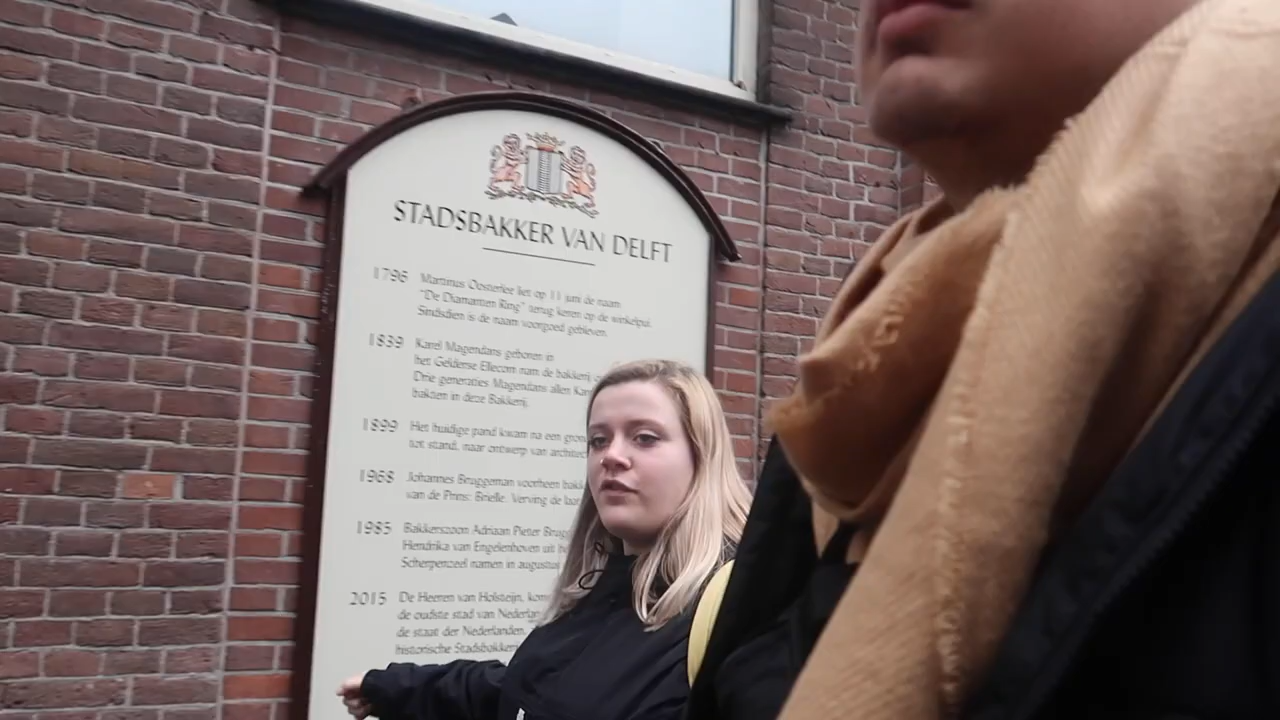 STADSBAKKER VAN DELFT
1796 Martinus Oosterlee liet op 11 juni de naam
"De Diamanten Ring" terug keren op de winkelpui.
Sindsdien is de naam voorgoed gebleven.
1839 Karel Magendans geboren in
het Gelderse Ellecom nam de bakkerij
Drie generaties Magendans allen
bakten in deze Bakkerij.
1899 Het huidige pand kwam na een
tot stand, naar ontwerp van
1968 Johannes Bruggeman voorheen
van de Prins: Brielle. Verving de
1985 Bakkerszoon Adriaan Pieter
Hendrika van Engelenhoven uit
Scherpenzeel namen in augustus
2015 De Heeren van Holsteijn,
de oudste stad van
de staat der Nederlanden,
historische